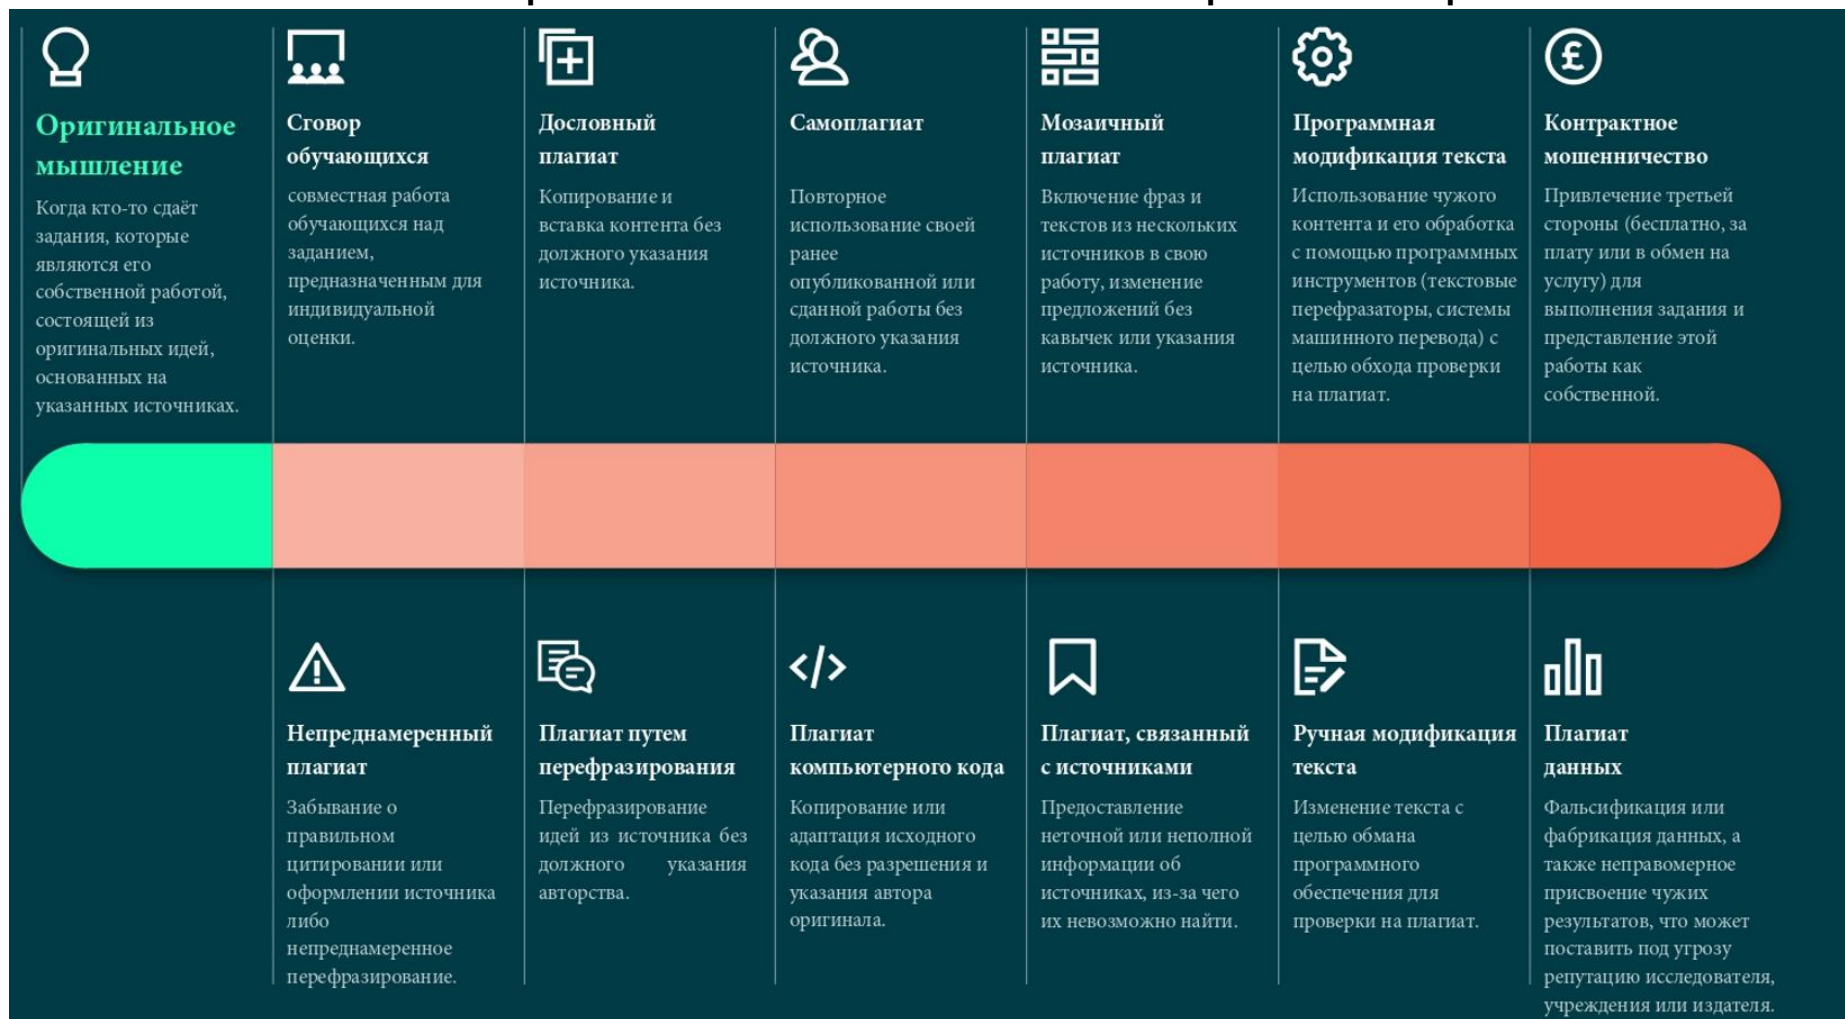 Оригинальное
мышление
Когда кто-то сдаёт
задания, которые
являются его
собственной работой,
состоящей из
оригинальных идей,
основанных на
указанных источниках.
Сговор
обучающихся
совместная работа
обучающихся над
заданием,
предназначенным для
индивидуальной
оценки.
Дословный
плагиат
Копирование и
вставка контента без
должного указания
источника.
Самоплагиат
Повторное
использование своей
ранее
опубликованной или
сданной работы без
должного указания
источника.
Мозаичный
плагиат
Включение фраз и
текстов из нескольких
источников в свою
работу, изменение
предложений без
кавычек или указания
источника.
Программная
модификация текста
Использование чужого
контента и его обработка
с помощью программных
инструментов (текстовые
перефразаторы, системы
машинного перевода) с
целью обхода проверки
на плагиат.
£
Контрактное
мошенничество
Привлечение третьей
стороны (бесплатно, за
плату или в обмен на
услугу) для
выполнения задания и
представление этой
работы как
собственной.
Непреднамеренный
плагиат
Забывание о
правильном
цитировании или
оформлении источника
либо
непреднамеренное
перефразирование.
Плагиат путем
перефразирования
Перефразирование
идей из источника без
должного указания
авторства.
</>
Плагиат
компьютерного кода
Копирование или
адаптация исходного
кода без разрешения и
указания автора
оригинала.
Плагиат, связанный
с источниками
Предоставление
неточной или неполной
информации об
источниках, из-за чего
их невозможно найти.
Ручная модификация
текста
Изменение текста с
целью обмана
программного
обеспечения для
проверки на плагиат.
Плагиат
данных
Фальсификация или
фабрикация данных, а
также неправомерное
присвоение чужих
результатов, что может
поставить под угрозу
репутацию исследователя,
учреждения или издателя.